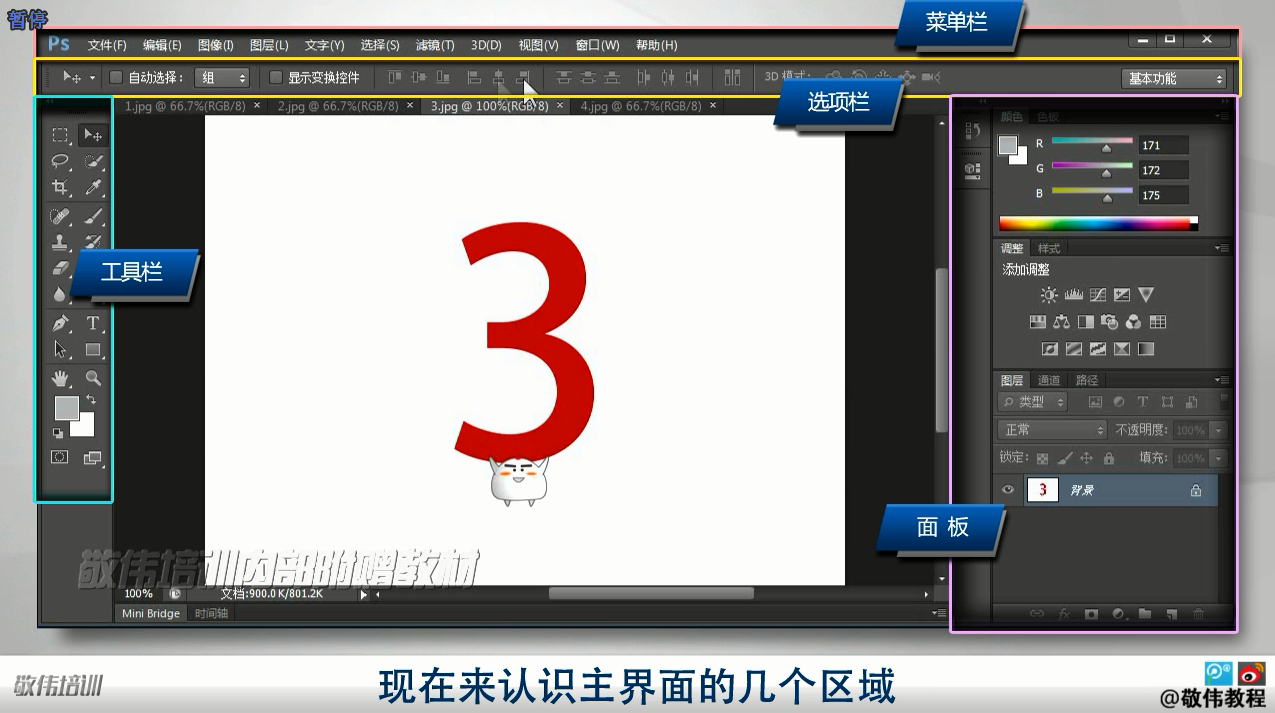 暂停
菜单栏
Ps 文件(F) 编辑(E) 图像(I) 图层(L) 文字(Y) 选择(S) 滤镜(T) 3D(D) 视图(V) 窗口(W) 帮助(H)
自动选择： 组 显示变换控件 3D 模式： 基本功能
选项栏
1.jpg @ 66.7%(RGB/8) × 2.jpg @ 66.7%(RGB/8) × 3.jpg @ 100%(RGB/8) × 4.jpg @ 66.7%(RGB/8) ×
颜色 色板
R 171
G 172
B 175
调整 样式
添加调整
工具栏
3
图层 通道 路径
类型
正常 不透明度: 100%
锁定: 填充: 100%
3 背景
面 板
敬伟培训内部附赠教材
100% 文档:900.0 K/801.2K
Mini Bridge 时间轴
敬伟培训
现在来认识主界面的几个区域
@敬伟教程